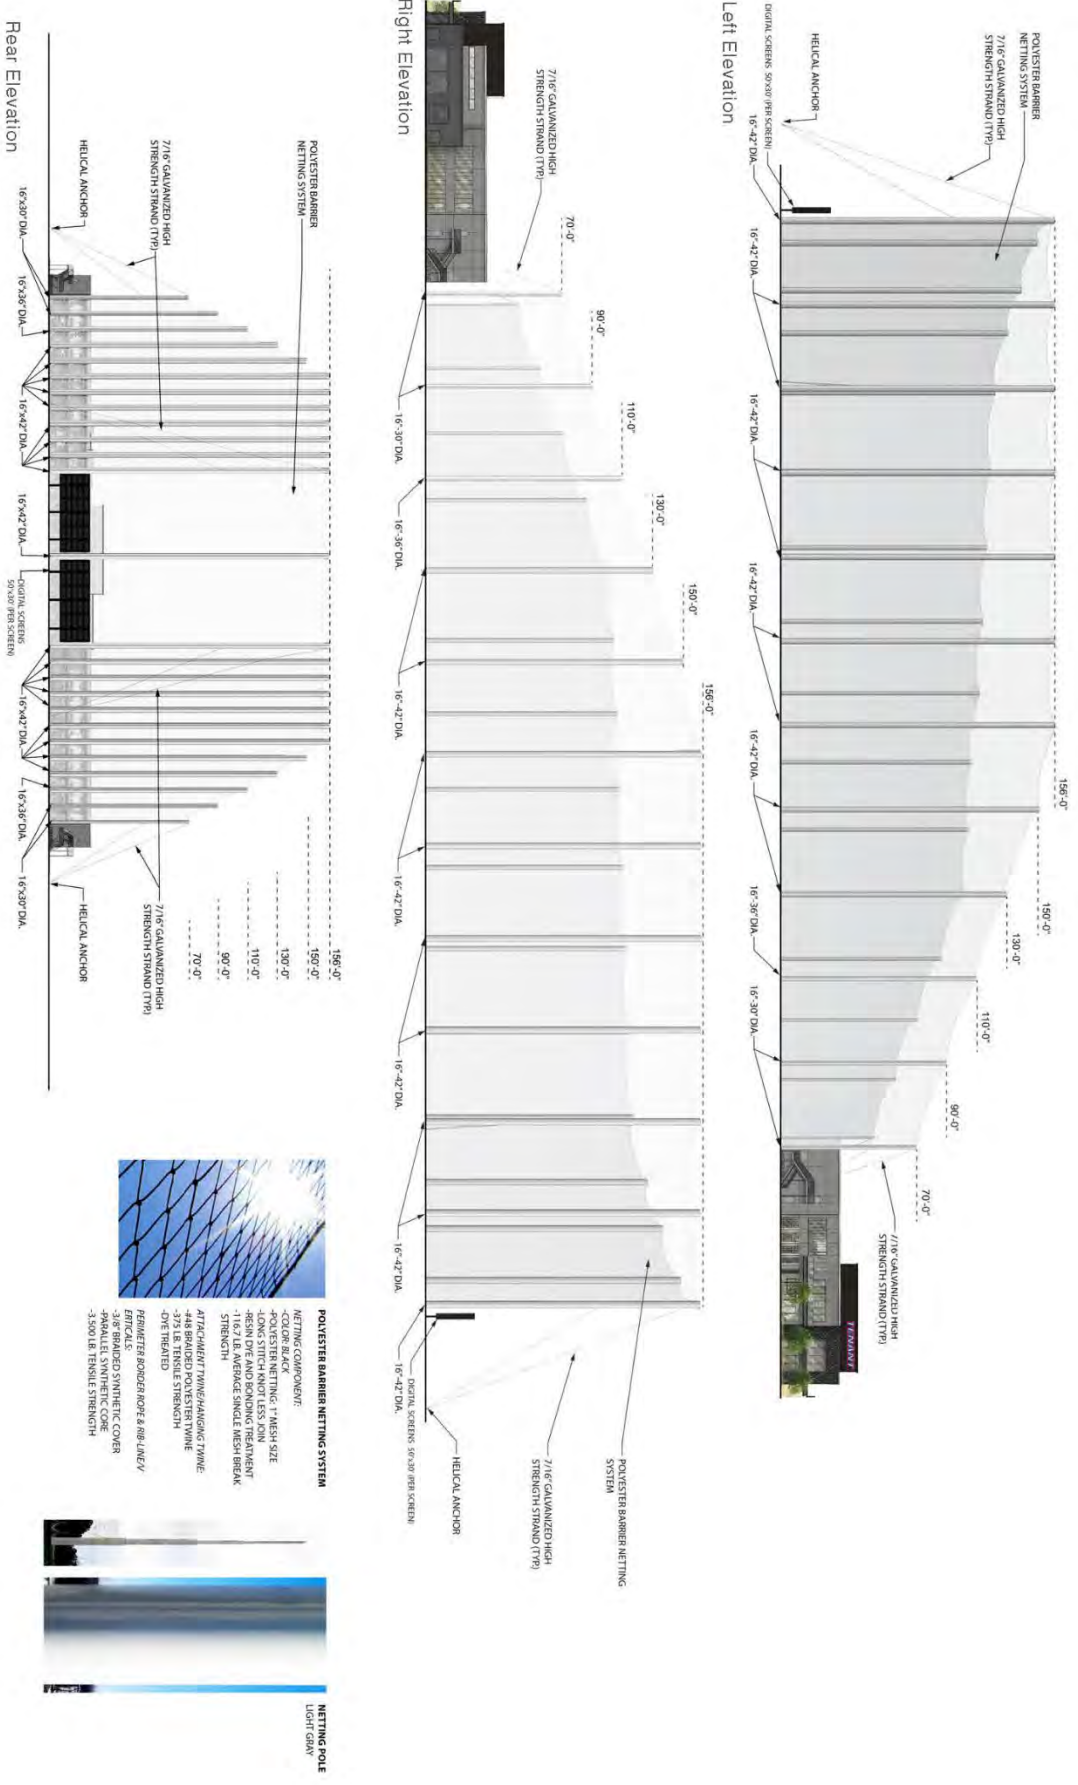 POLYESTER BARRIER
NETTING SYSTEM
7/16" GALVANIZED HIGH
STRENGTH STRAND (TYP.)
HELICAL ANCHOR
DIGITAL SCREENS 50'x30' (PER SCREEN)
16"-42" DIA.
16"-42" DIA.
16"-42" DIA.
16"-42" DIA.
16"-42" DIA.
16"-36" DIA.
16"-30" DIA.
156'-0"
150'-0"
130'-0"
110'-0"
90'-0"
70'-0"
7/16" GALVANIZED HIGH
STRENGTH STRAND (TYP.)
TENANT
Left Elevation
7/16" GALVANIZED HIGH
STRENGTH STRAND (TYP.)
70'-0"
90'-0"
110'-0"
130'-0"
150'-0"
156'-0"
16"-30" DIA.
16"-36" DIA.
16"-42" DIA.
16"-42" DIA.
16"-42" DIA.
16"-42" DIA.
16"-42" DIA.
DIGITAL SCREENS 50'x30' (PER SCREEN)
HELICAL ANCHOR
7/16" GALVANIZED HIGH
STRENGTH STRAND (TYP.)
POLYESTER BARRIER NETTING
SYSTEM
Right Elevation
POLYESTER BARRIER
NETTING SYSTEM
7/16" GALVANIZED HIGH
STRENGTH STRAND (TYP.)
HELICAL ANCHOR
16"x30" DIA.
16"x36" DIA.
16"x42" DIA.
16"x42" DIA.
DIGITAL SCREENS
50'x30' (PER SCREEN)
16"x42" DIA.
16"x36" DIA.
16"x30" DIA.
156'-0"
150'-0"
130'-0"
110'-0"
90'-0"
70'-0"
7/16" GALVANIZED HIGH
STRENGTH STRAND (TYP.)
HELICAL ANCHOR
Rear Elevation
POLYESTER BARRIER NETTING SYSTEM
NETTING COMPONENT:
-COLOR: BLACK
-POLYESTER NETTING: 1" MESH SIZE
-LONG STITCH KNOT LESS JOIN
-RESIN DYE AND BONDING TREATMENT
-116.7 LB. AVERAGE SINGLE MESH BREAK
STRENGTH
ATTACHMENT TWINE/HANGING TWINE:
-#48 BRAIDED POLYESTER TWINE
-375 LB. TENSILE STRENGTH
-DYE TREATED
PERIMETER BORDER ROPE & RIB-LINE/V
ERTICALS:
-3/8" BRAIDED SYNTHETIC COVER
-PARALLEL SYNTHETIC CORE
-3,500 LB. TENSILE STRENGTH
NETTING POLE
LIGHT GRAY